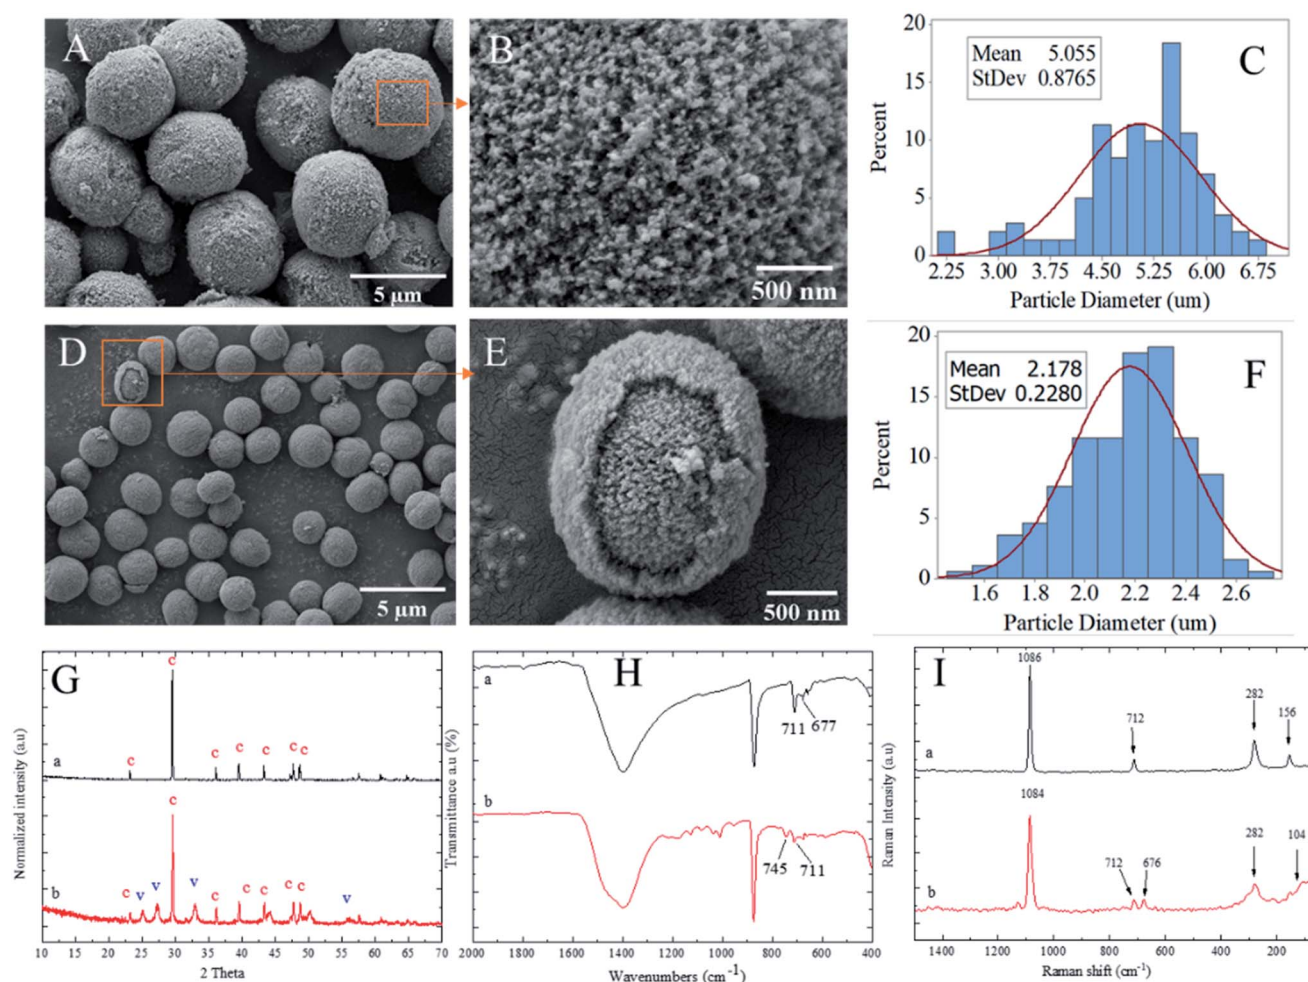 A
5 μm
B
500 nm
C
Mean 5.055
StDev 0.8765
Percent
20
15
10
5
0
2.25 3.00 3.75 4.50 5.25 6.00 6.75
Particle Diameter (um)
D
5 μm
E
500 nm
F
Mean 2.178
StDev 0.2280
Percent
20
15
10
5
0
1.6 1.8 2.0 2.2 2.4 2.6
Particle Diameter (um)
G
Normalized intensity (a.u)
a
c c c c c c c
b
c v v c v c c c c c v
10 15 20 25 30 35 40 45 50 55 60 65 70
2 Theta
H
Transmittance a.u (%)
a
711 677
b
745 711
2000 1800 1600 1400 1200 1000 800 600 400
Wavenumbers (cm-1)
I
Raman Intensity (a.u)
1086
712
282
156
a
1084
712 676
282
104
b
1400 1200 1000 800 600 400 200
Raman shift (cm-1)